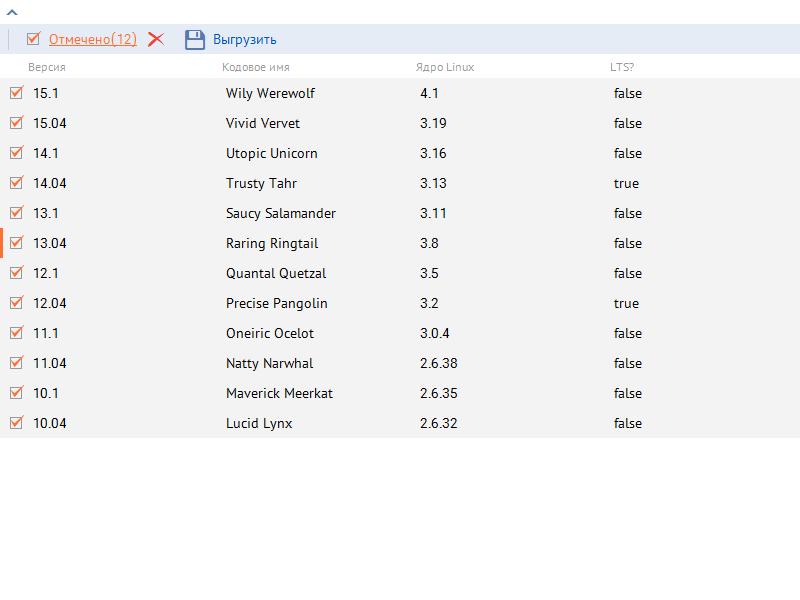 Отмечено(12) Выгрузить
Версия Кодовое имя Ядро Linux LTS?
15.1 Wily Werewolf 4.1 false
15.04 Vivid Vervet 3.19 false
14.1 Utopic Unicorn 3.16 false
14.04 Trusty Tahr 3.13 true
13.1 Saucy Salamander 3.11 false
13.04 Raring Ringtail 3.8 false
12.1 Quantal Quetzal 3.5 false
12.04 Precise Pangolin 3.2 true
11.1 Oneiric Ocelot 3.0.4 false
11.04 Natty Narwhal 2.6.38 false
10.1 Maverick Meerkat 2.6.35 false
10.04 Lucid Lynx 2.6.32 false